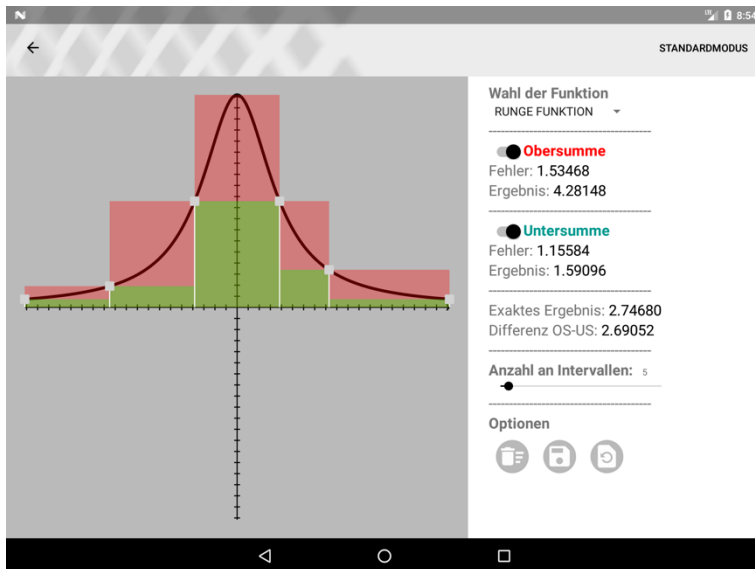 8:54
STANDARDMODUS
Wahl der Funktion
RUNGE FUNKTION
Obersumme
Fehler: 1.53468
Ergebnis: 4.28148
Untersumme
Fehler: 1.15584
Ergebnis: 1.59096
Exaktes Ergebnis: 2.74680
Differenz OS-US: 2.69052
Anzahl an Intervallen: 5
Optionen